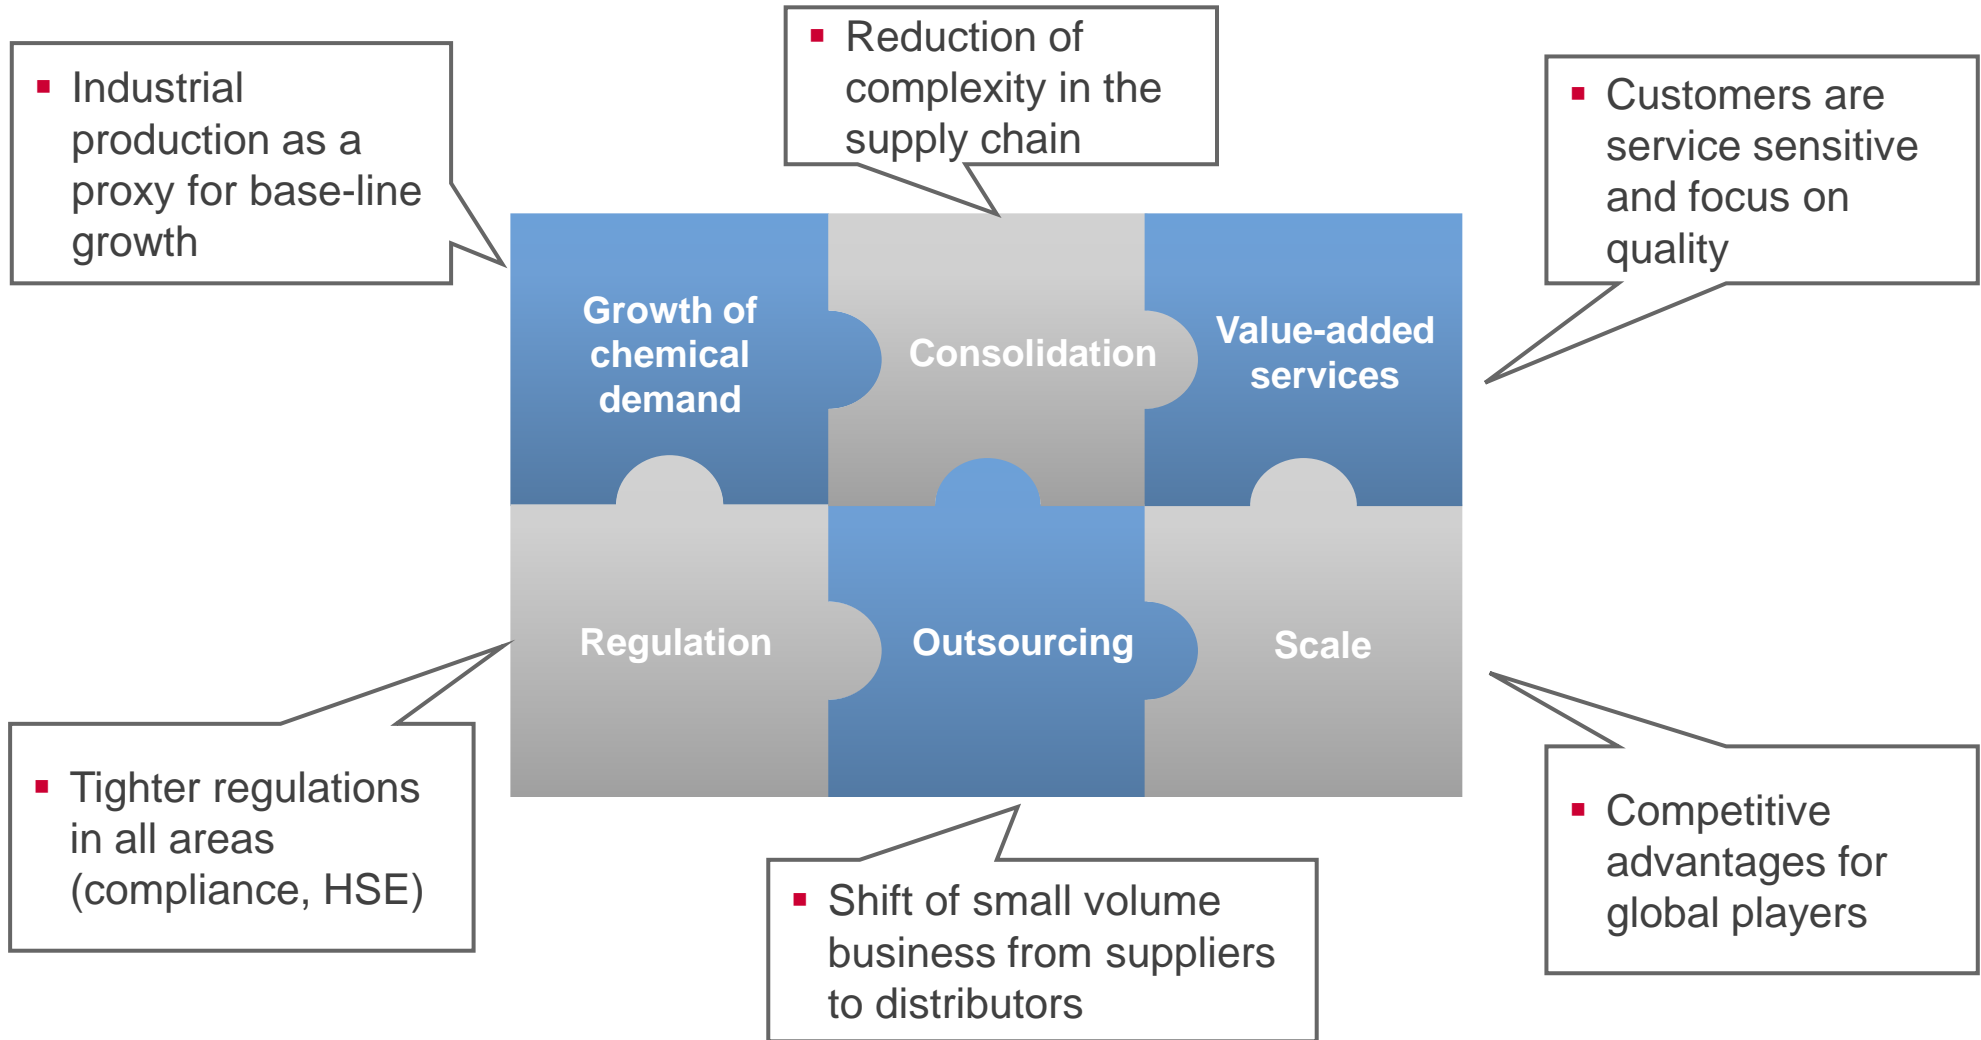 Industrial
production as a
proxy for base-line
growth
Reduction of
complexity in the
supply chain
Customers are
service sensitive
and focus on
quality
Growth of
chemical
demand
Consolidation
Value-added
services
Regulation
Outsourcing
Scale
Tighter regulations
in all areas
(compliance, HSE)
Shift of small volume
business from suppliers
to distributors
Competitive
advantages for
global players